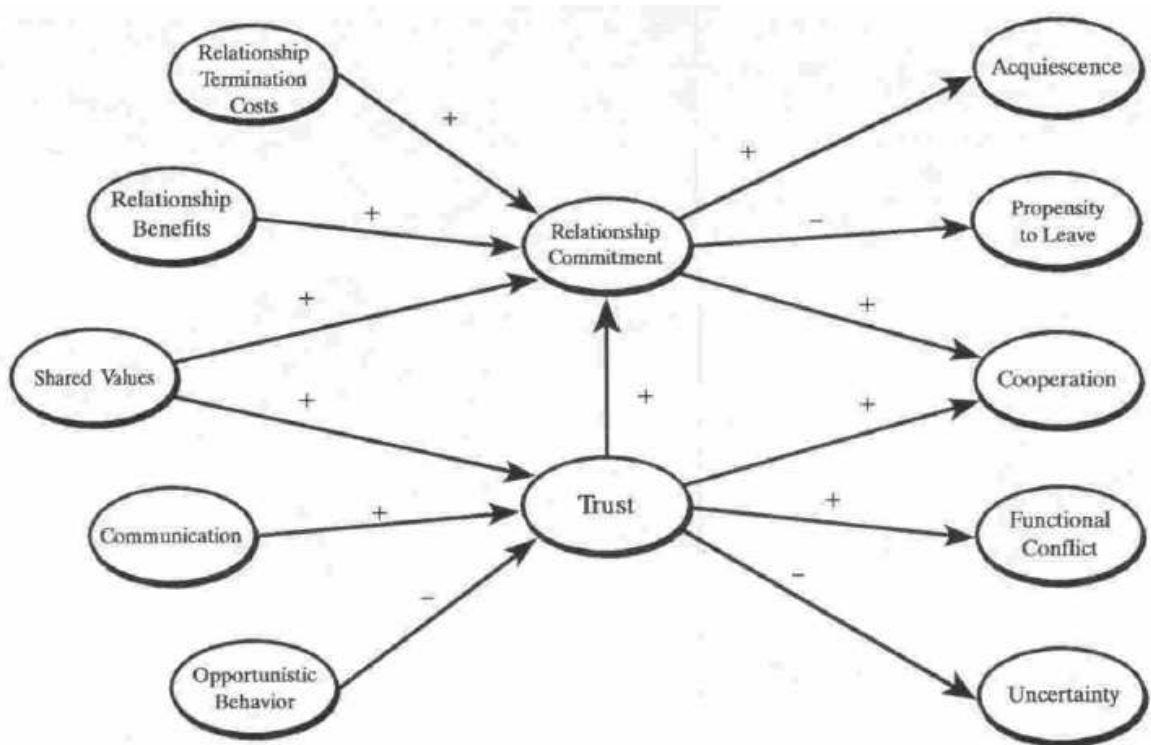 Relationship
Termination
Costs
Acquiescence
+
+
Relationship
Benefits
+
Relationship
Commitment
−
Propensity
to Leave
+
+
Shared Values
+
+
+
Cooperation
Trust
Communication
+
+
Functional
Conflict
−
−
Opportunistic
Behavior
Uncertainty